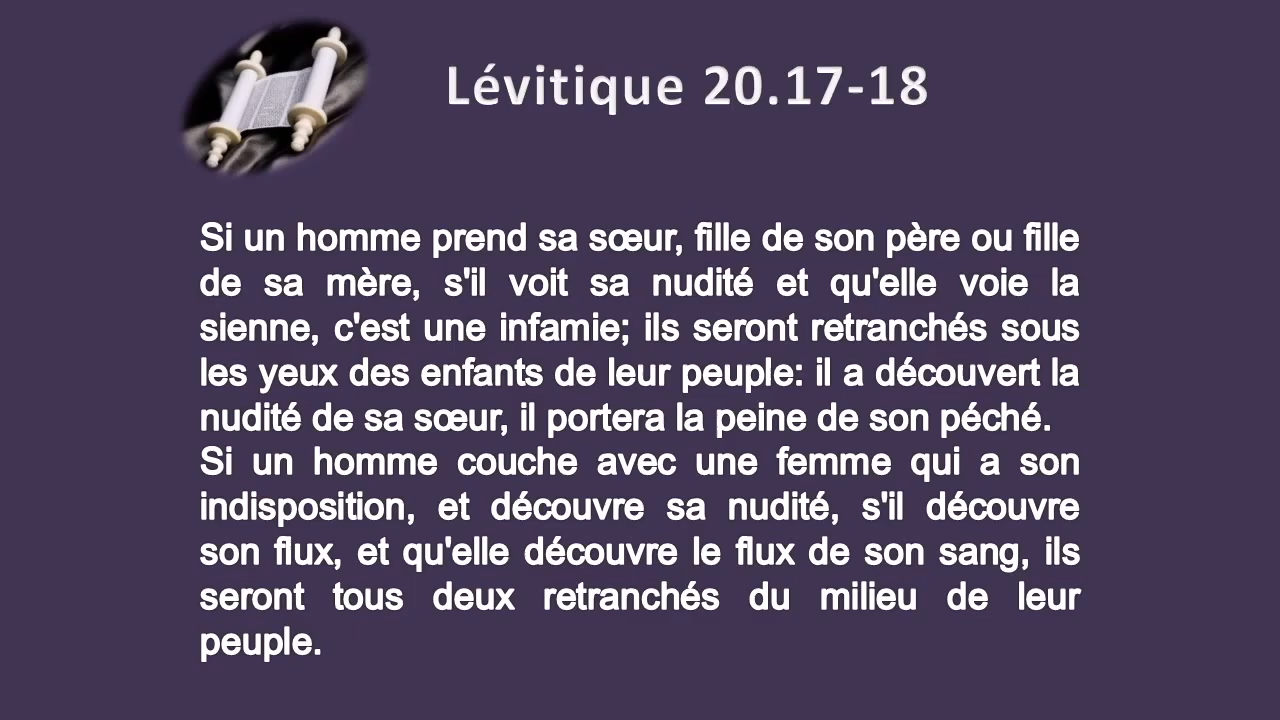 Lévitique 20.17-18
Si un homme prend sa sœur, fille de son père ou fille
de sa mère, s'il voit sa nudité et qu'elle voie la
sienne, c'est une infamie; ils seront retranchés sous
les yeux des enfants de leur peuple: il a découvert la
nudité de sa sœur, il portera la peine de son péché.
Si un homme couche avec une femme qui a son
indisposition, et découvre sa nudité, s'il découvre
son flux, et qu'elle découvre le flux de son sang, ils
seront tous deux retranchés du milieu de leur
peuple.